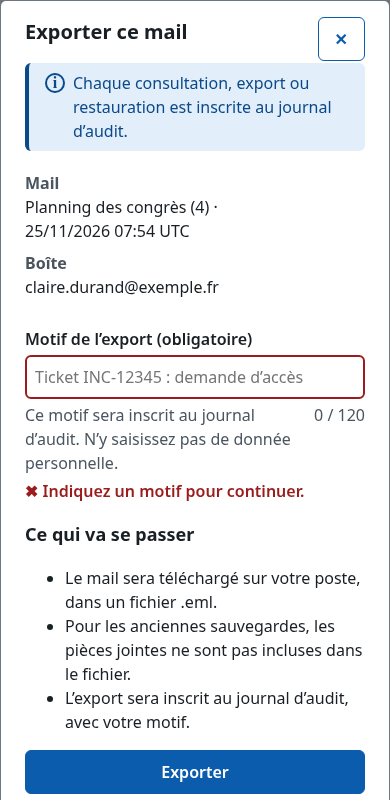 Exporter ce mail
×
Chaque consultation, export ou
restauration est inscrite au journal
d’audit.
Mail
Planning des congrès (4) ·
25/11/2026 07:54 UTC
Boîte
claire.durand@exemple.fr
Motif de l’export (obligatoire)
Ticket INC-12345 : demande d’accès
Ce motif sera inscrit au journal 0 / 120
d’audit. N’y saisissez pas de donnée
personnelle.
✖ Indiquez un motif pour continuer.
Ce qui va se passer
• Le mail sera téléchargé sur votre poste,
dans un fichier .eml.
• Pour les anciennes sauvegardes, les
pièces jointes ne sont pas incluses dans
le fichier.
• L’export sera inscrit au journal d’audit,
avec votre motif.
Exporter